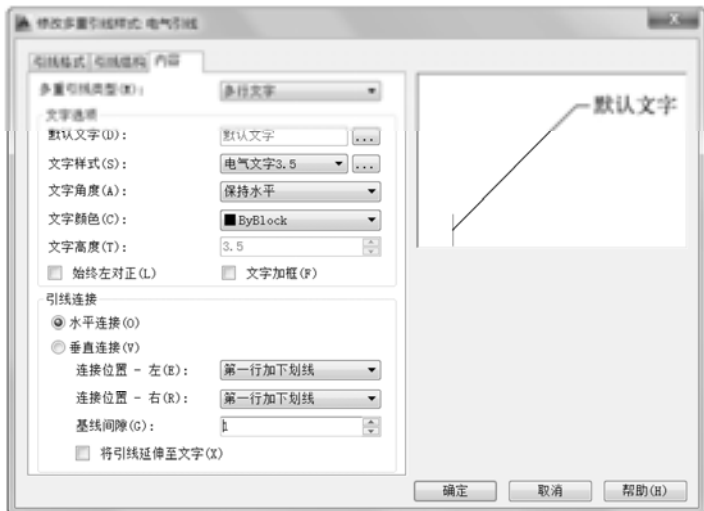 修改多重引线样式: 电气引线
引线格式 引线结构 内容
多重引线类型(M): 多行文字
文字选项
默认文字(D): 默认文字 ...
文字样式(S): 电气文字3.5 ...
文字角度(A): 保持水平
文字颜色(C): ByBlock
文字高度(T): 3.5
始终左对正(L) 文字加框(F)
引线连接
水平连接(O)
垂直连接(V)
连接位置 - 左(E): 第一行加下划线
连接位置 - 右(R): 第一行加下划线
基线间隙(G): 1
将引线延伸至文字(X)
默认文字
确定 取消 帮助(H)